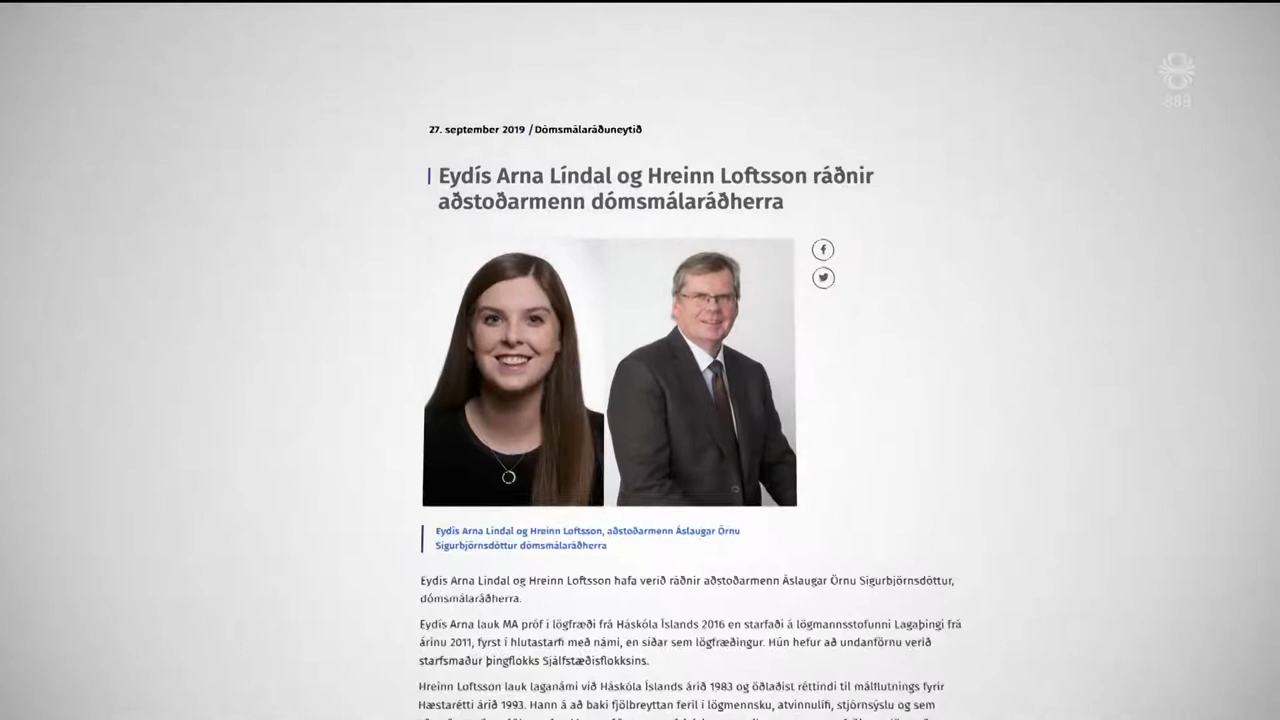 888
27. september 2019 / Dómsmálaráðuneytið
Eydís Arna Líndal og Hreinn Loftsson ráðnir
aðstoðarmenn dómsmálaráðherra
Eydís Arna Líndal og Hreinn Loftsson, aðstoðarmenn Áslaugar Örnu
Sigurbjörnsdóttur dómsmálaráðherra
Eydís Arna Líndal og Hreinn Loftsson hafa verið ráðnir aðstoðarmenn Áslaugar Örnu Sigurbjörnsdóttur,
dómsmálaráðherra.
Eydís Arna lauk MA próf í lögfræði frá Háskóla Íslands 2016 en starfaði á lögmannsstofunni Lagaþingi frá
árinu 2011, fyrst í hlutastarfi með námi, en síðar sem lögfræðingur. Hún hefur að undanförnu verið
starfsmaður þingflokks Sjálfstæðisflokksins.
Hreinn Loftsson lauk laganámi við Háskóla Íslands árið 1983 og öðlaðist réttindi til málflutnings fyrir
Hæstarétti árið 1993. Hann á að baki fjölbreyttan feril í lögmennsku, atvinnulífi, stjórnsýslu og sem